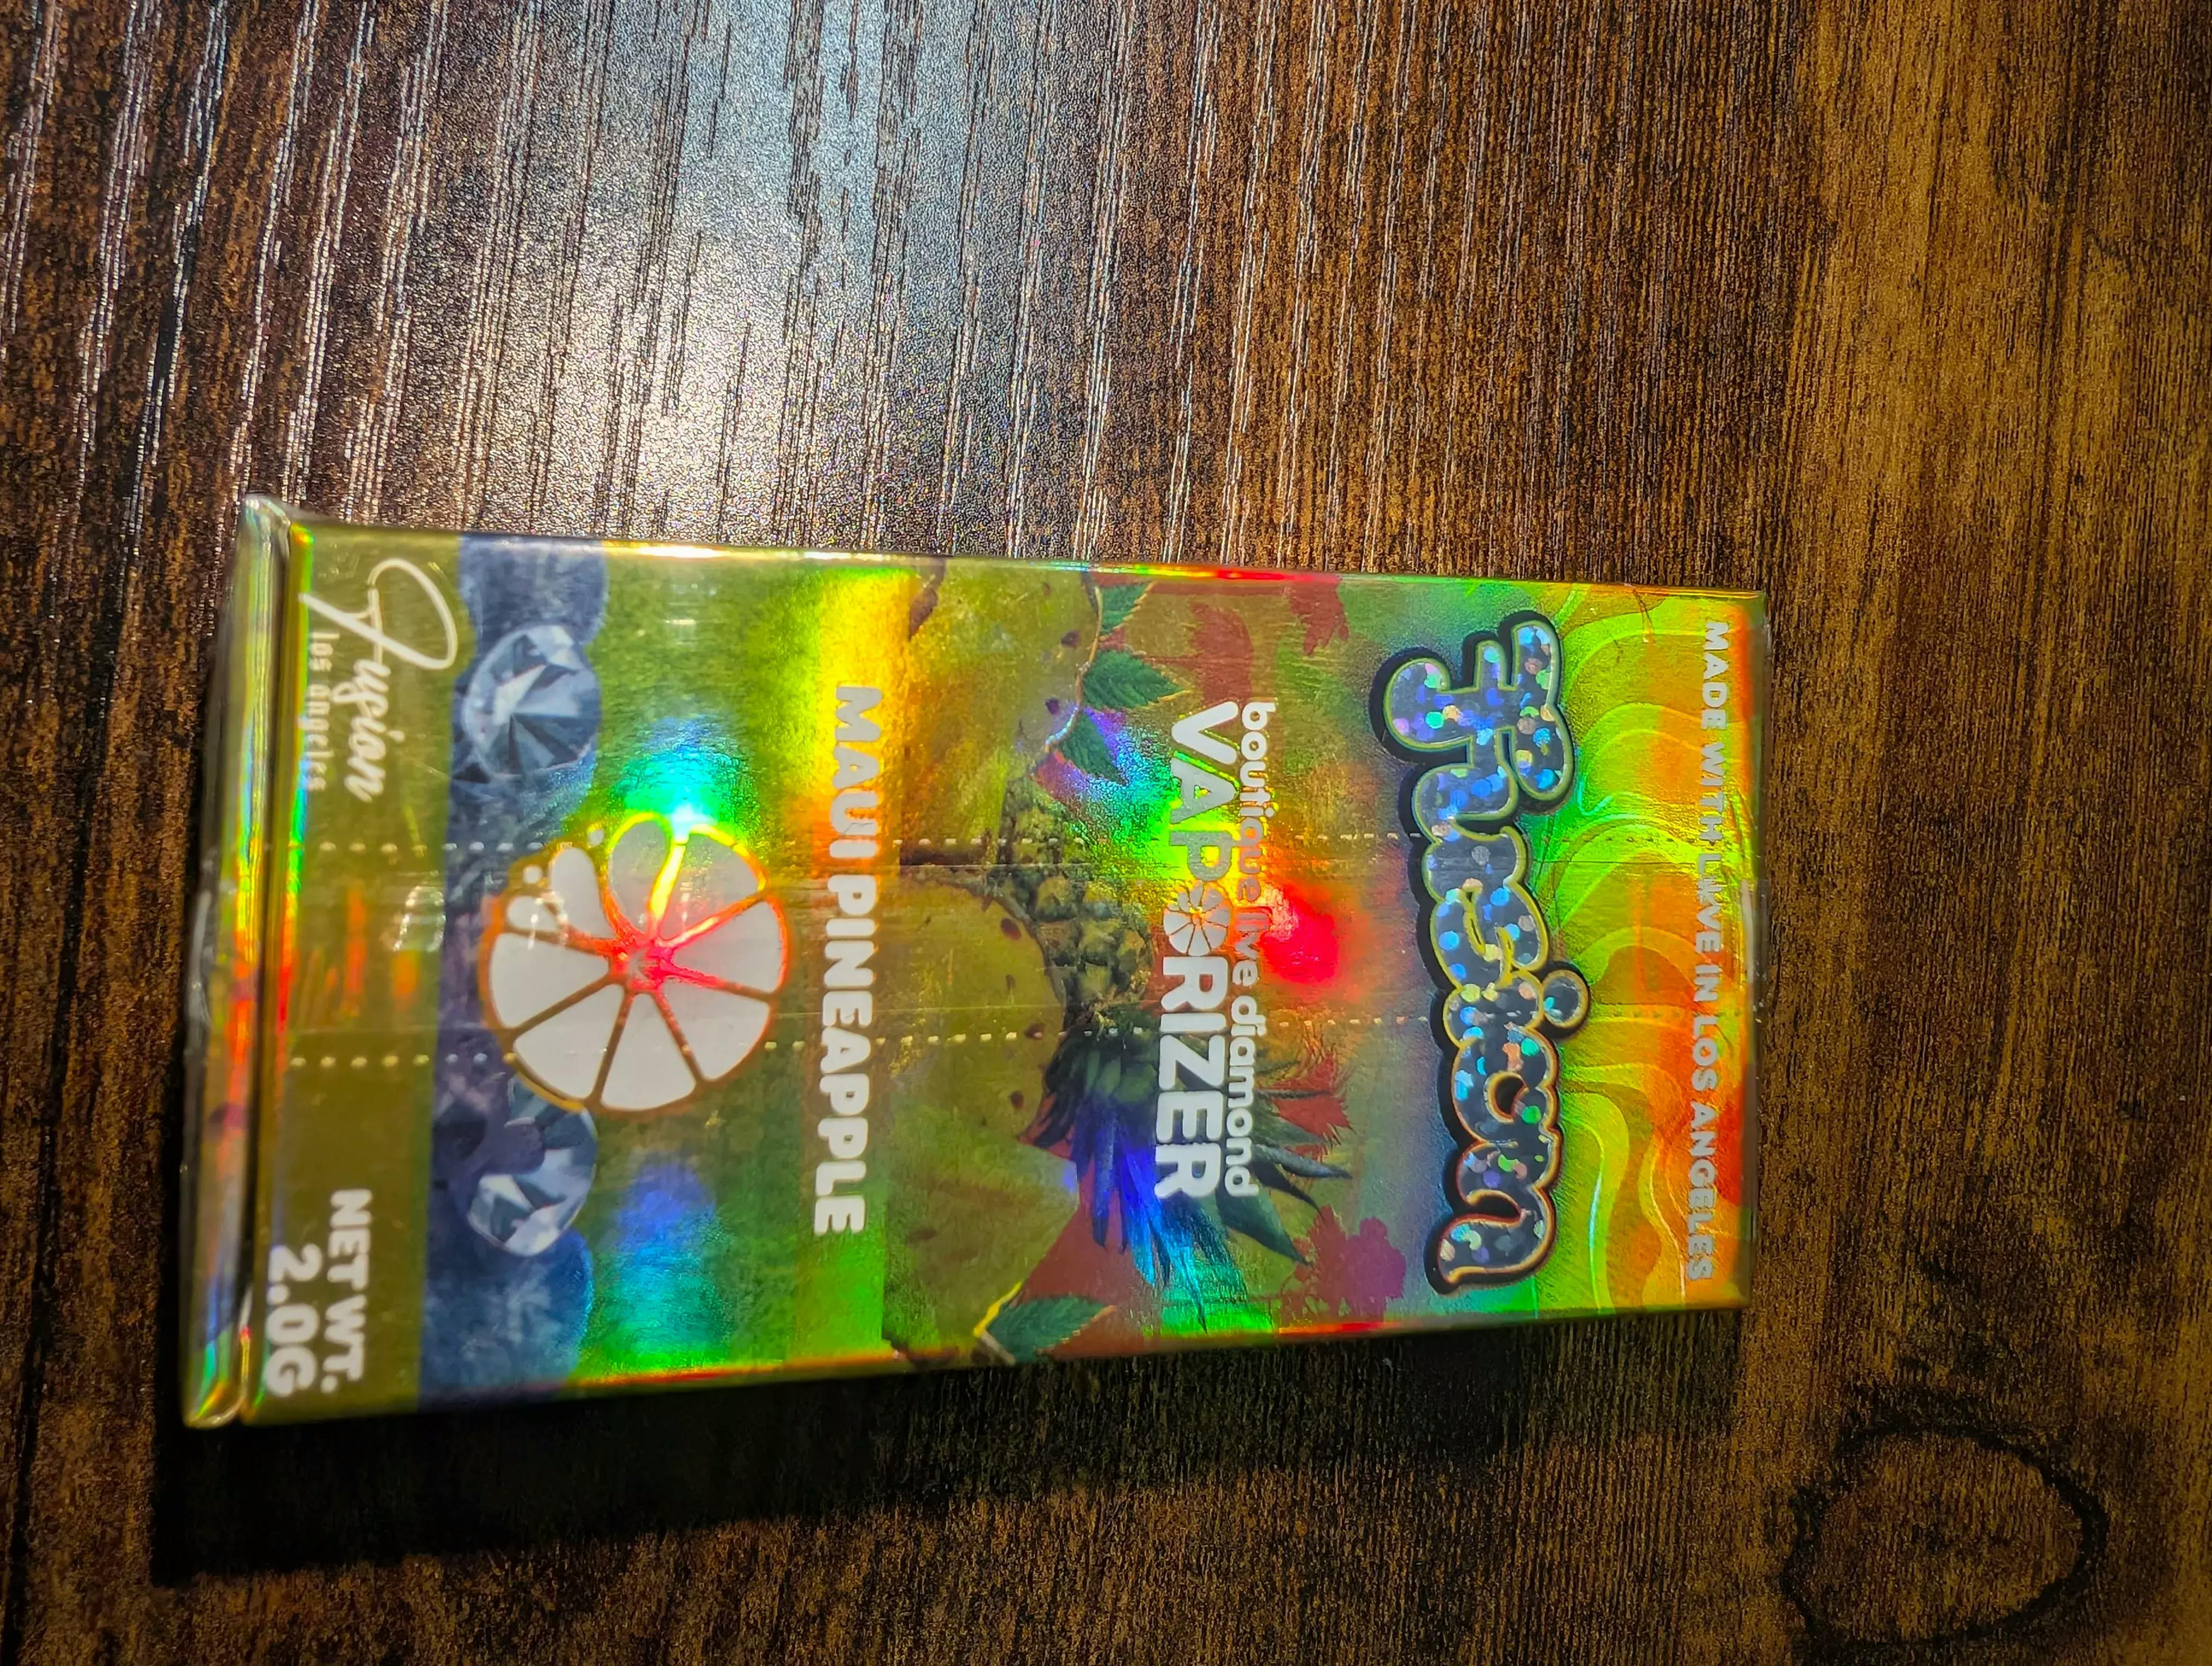 MADE WITH LOVE IN LOS ANGELES
Fusion
boutique live diamond
VAPORIZER
MAUI PINEAPPLE
Fusion
los angeles
NET WT.
2.0G